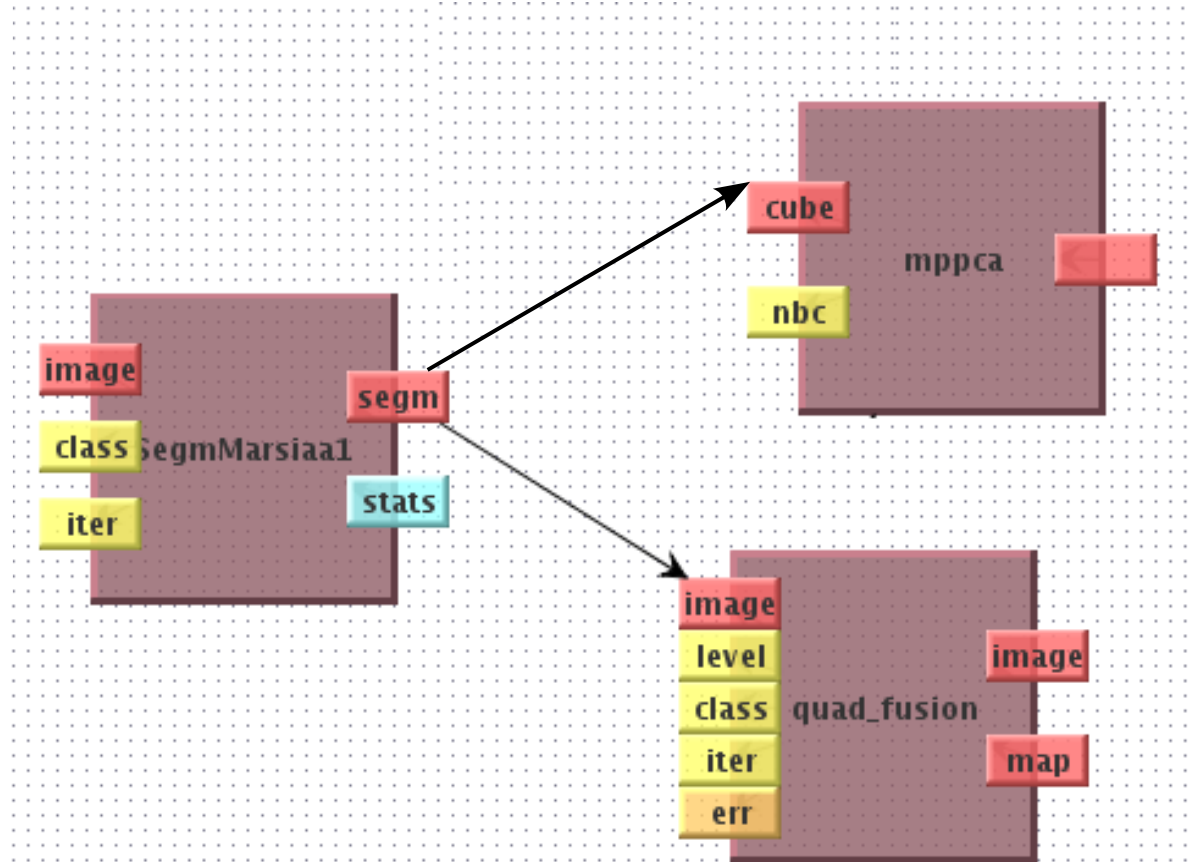 cube
mppca
nbc
image
segm
class
SegmMarsiaa1
stats
iter
image
level
image
class
quad_fusion
iter
map
err